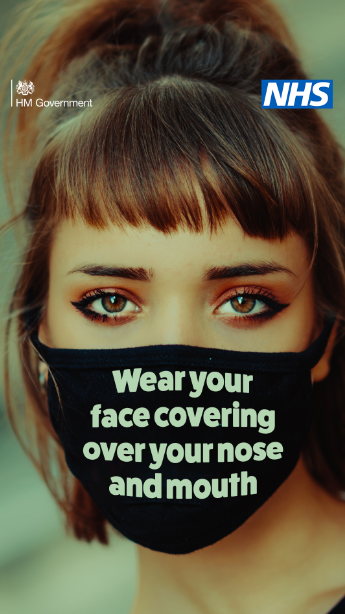 HM Government
NHS
Wear your
face covering
over your nose
and mouth